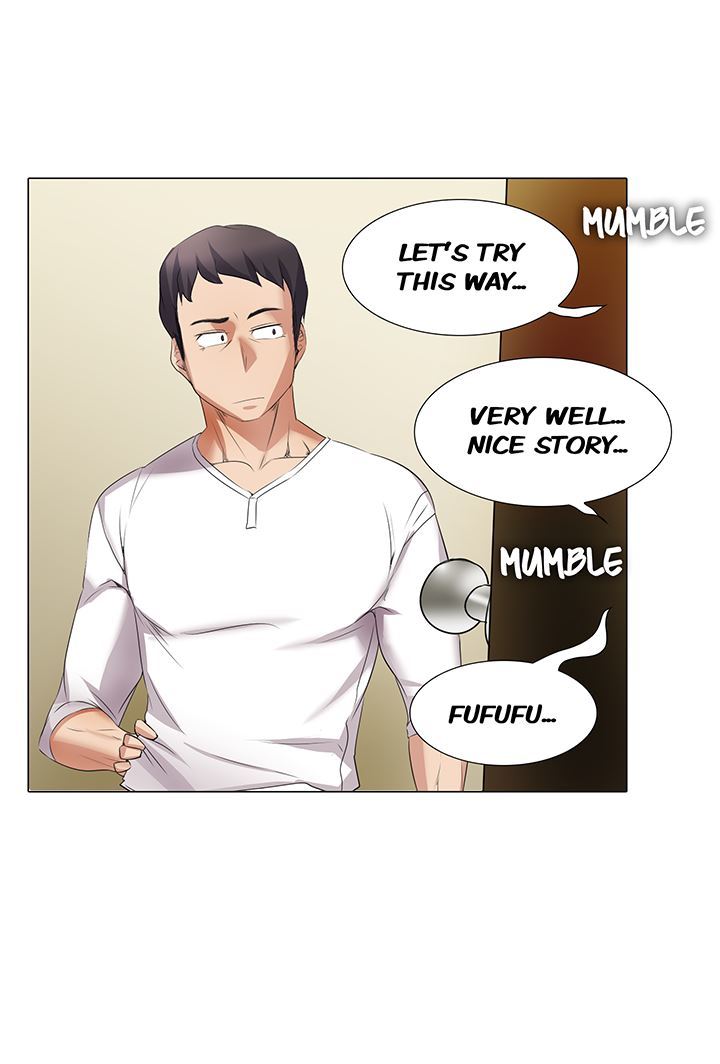 MUMBLE
LET'S TRY
THIS WAY...
VERY WELL...
NICE STORY...
MUMBLE
FUFUFU...